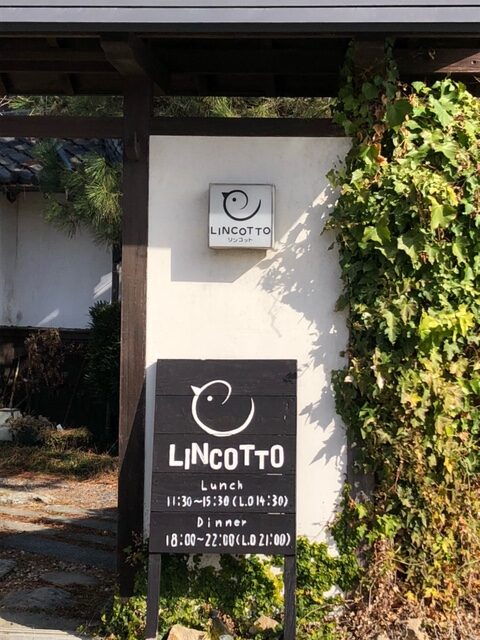 LINCOTTO
リンコット
LINCOTTO
Lunch
11:30~15:30(L.O 14:30)
Dinner
18:00~22:00(L.O 21:00)